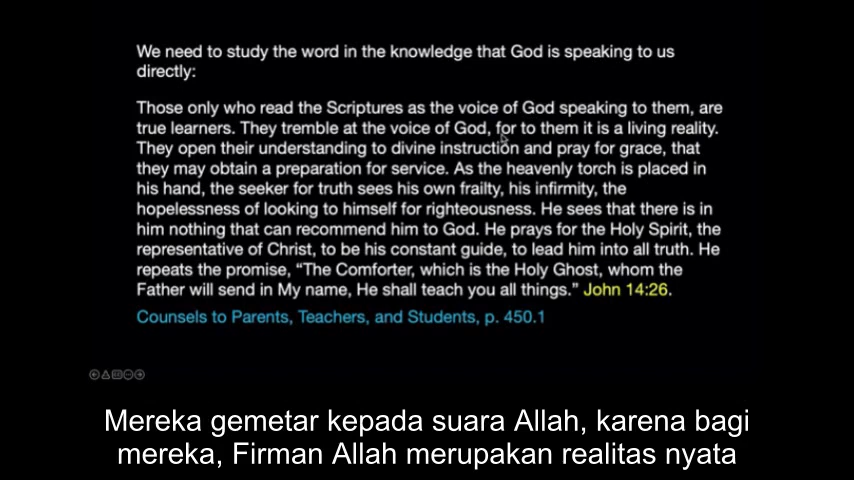 We need to study the word in the knowledge that God is speaking to us
directly:
Those only who read the Scriptures as the voice of God speaking to them, are
true learners. They tremble at the voice of God, for to them it is a living reality.
They open their understanding to divine instruction and pray for grace, that
they may obtain a preparation for service. As the heavenly torch is placed in
his hand, the seeker for truth sees his own frailty, his infirmity, the
hopelessness of looking to himself for righteousness. He sees that there is in
him nothing that can recommend him to God. He prays for the Holy Spirit, the
representative of Christ, to be his constant guide, to lead him into all truth. He
repeats the promise, “The Comforter, which is the Holy Ghost, whom the
Father will send in My name, He shall teach you all things.” John 14:26.
Counsels to Parents, Teachers, and Students, p. 450.1
Mereka gemetar kepada suara Allah, karena bagi
mereka, Firman Allah merupakan realitas nyata